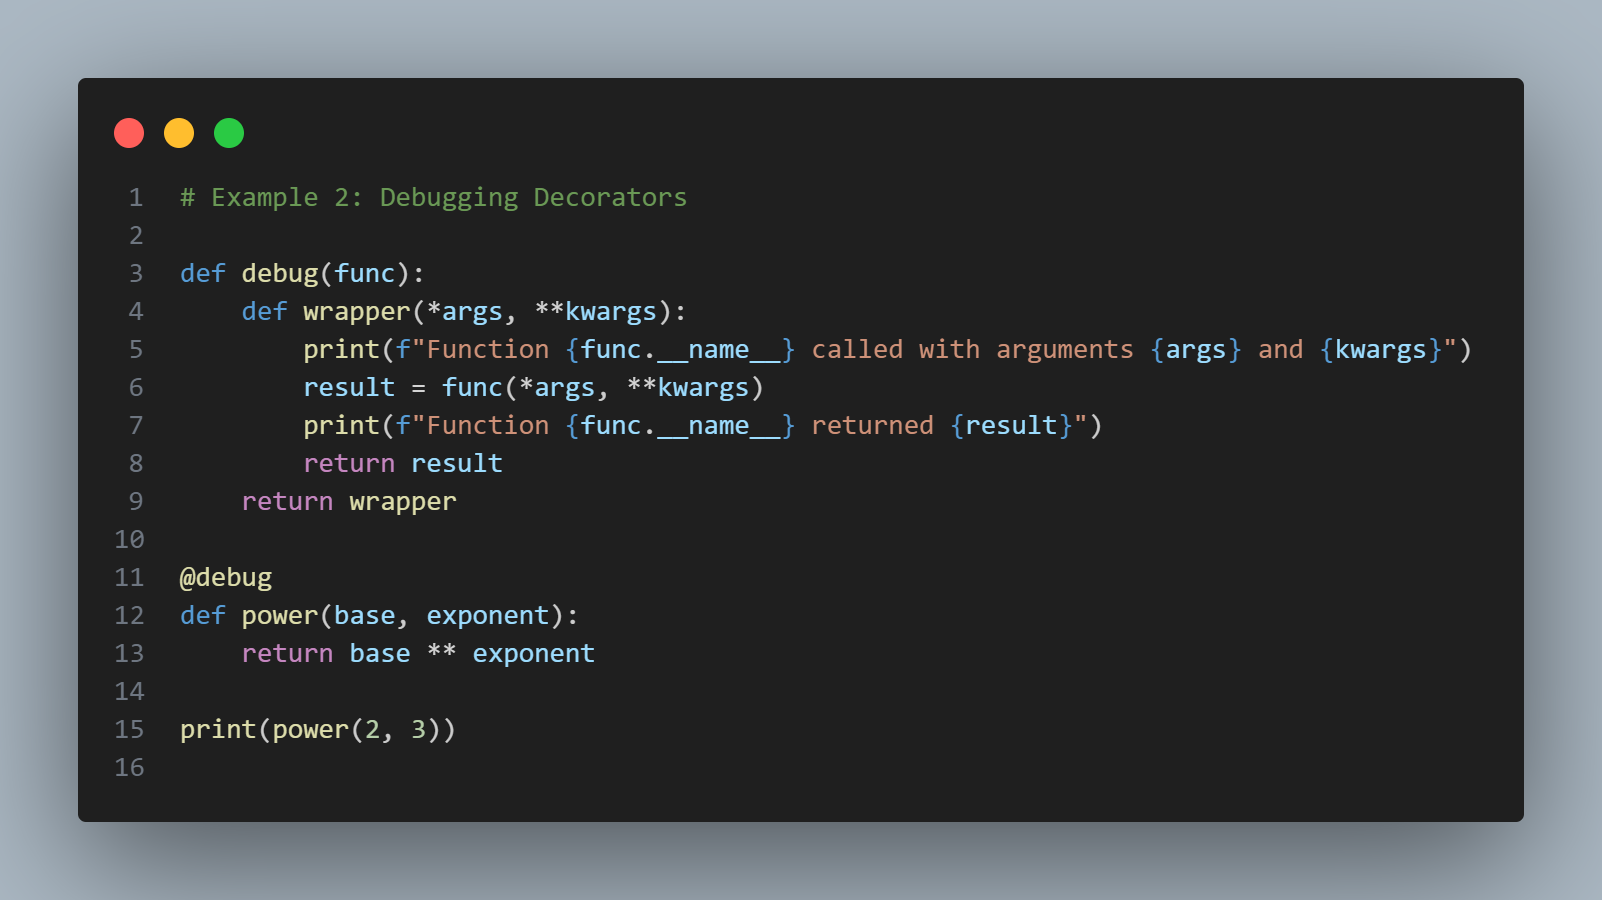 1 # Example 2: Debugging Decorators
2
3 def debug(func):
4     def wrapper(*args, **kwargs):
5         print(f"Function {func.__name__} called with arguments {args} and {kwargs}")
6         result = func(*args, **kwargs)
7         print(f"Function {func.__name__} returned {result}")
8         return result
9     return wrapper
10
11 @debug
12 def power(base, exponent):
13     return base ** exponent
14
15 print(power(2, 3))
16